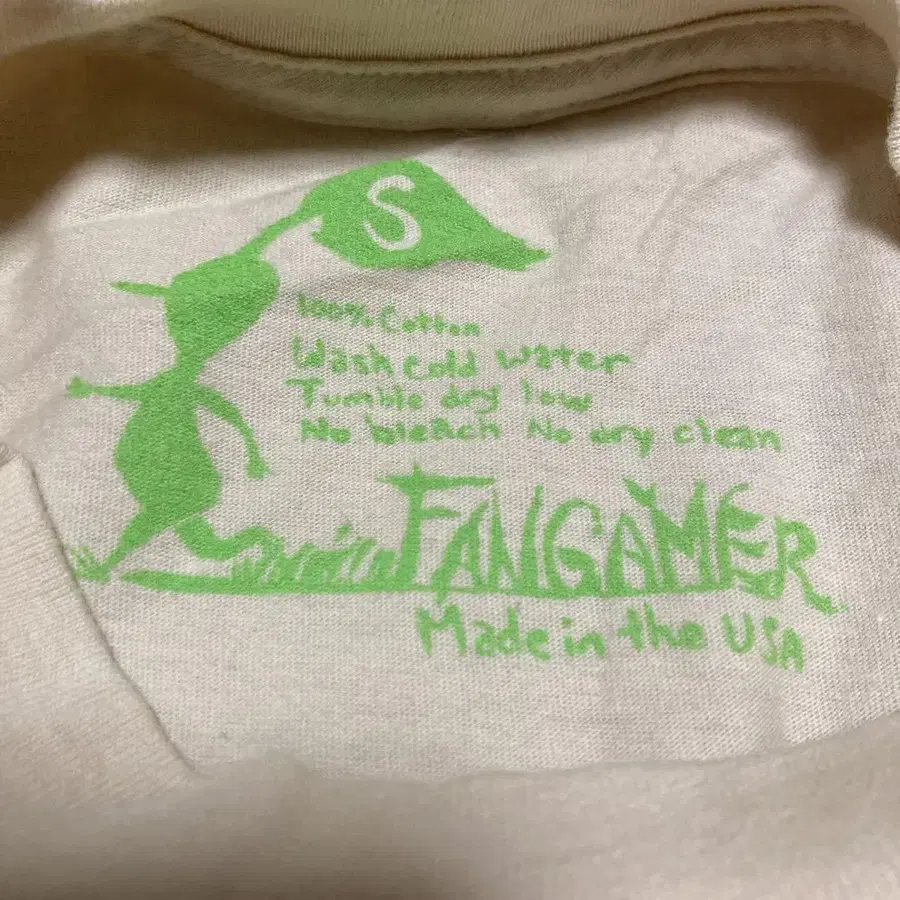 S
100% Cotton
Wash cold water
Tumble dry low
No bleach No dry clean
FANGAMER
Made in the USA